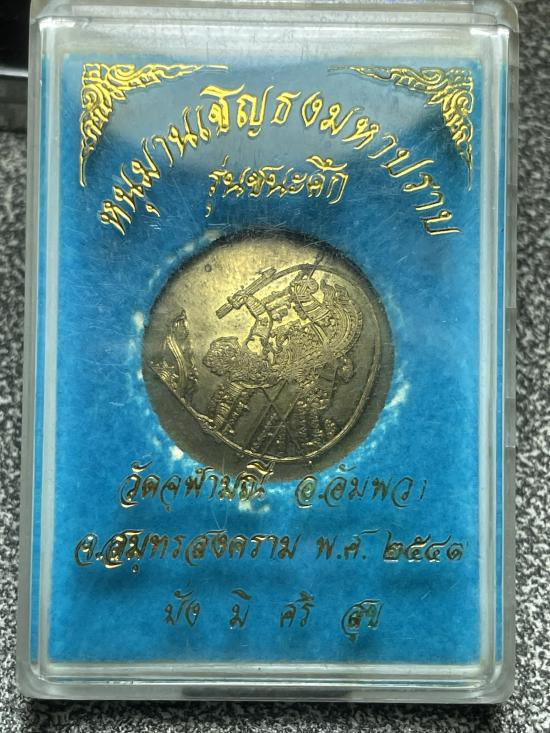 หนุมานเชิญธงมหาปราบ
รุ่นชนะศึก
วัดจุฬามณี อ.อัมพวา
จ.สมุทรสงคราม พ.ศ. ๒๕๔๑
มั่ง มี ศรี สุข